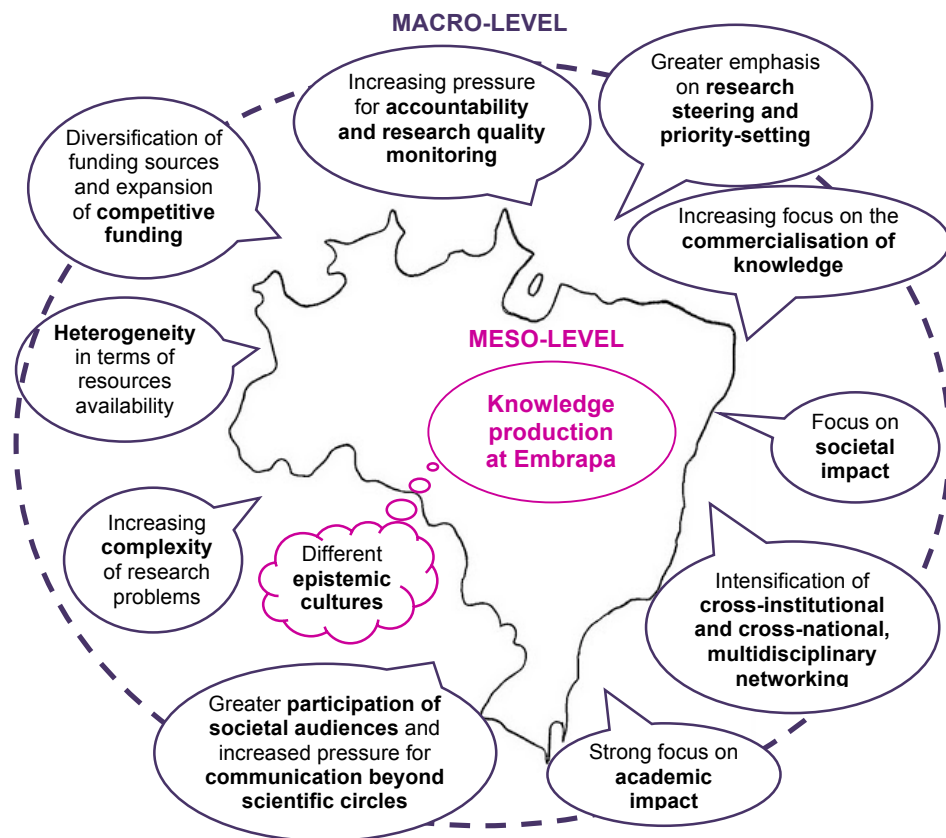 MACRO-LEVEL
Increasing pressure
for accountability
and research quality
monitoring
Greater emphasis
on research
steering and
priority-setting
Diversification of
funding sources
and expansion
of competitive
funding
Increasing focus on the
commercialisation of
knowledge
Heterogeneity
in terms of
resources
availability
MESO-LEVEL
Knowledge
production
at Embrapa
Focus on
societal
impact
Increasing
complexity
of research
problems
Different
epistemic
cultures
Intensification of
cross-institutional
and cross-national,
multidisciplinary
networking
Greater participation of
societal audiences and
increased pressure for
communication beyond
scientific circles
Strong focus on
academic
impact